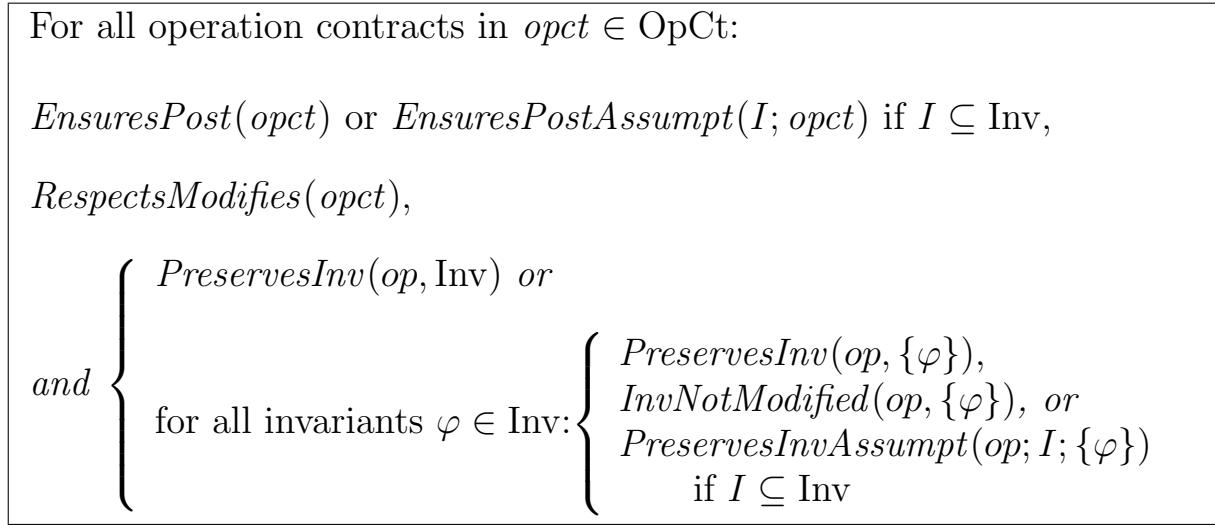 For all operation contracts in opct ∈ OpCt:
EnsuresPost(opct) or EnsuresPostAssumpt(I; opct) if I ⊆ Inv,
RespectsModifies(opct),
and
PreservesInv(op, Inv) or
for all invariants φ ∈ Inv:
PreservesInv(op, {φ}),
InvNotModified(op, {φ}), or
PreservesInvAssumpt(op; I; {φ})
if I ⊆ Inv